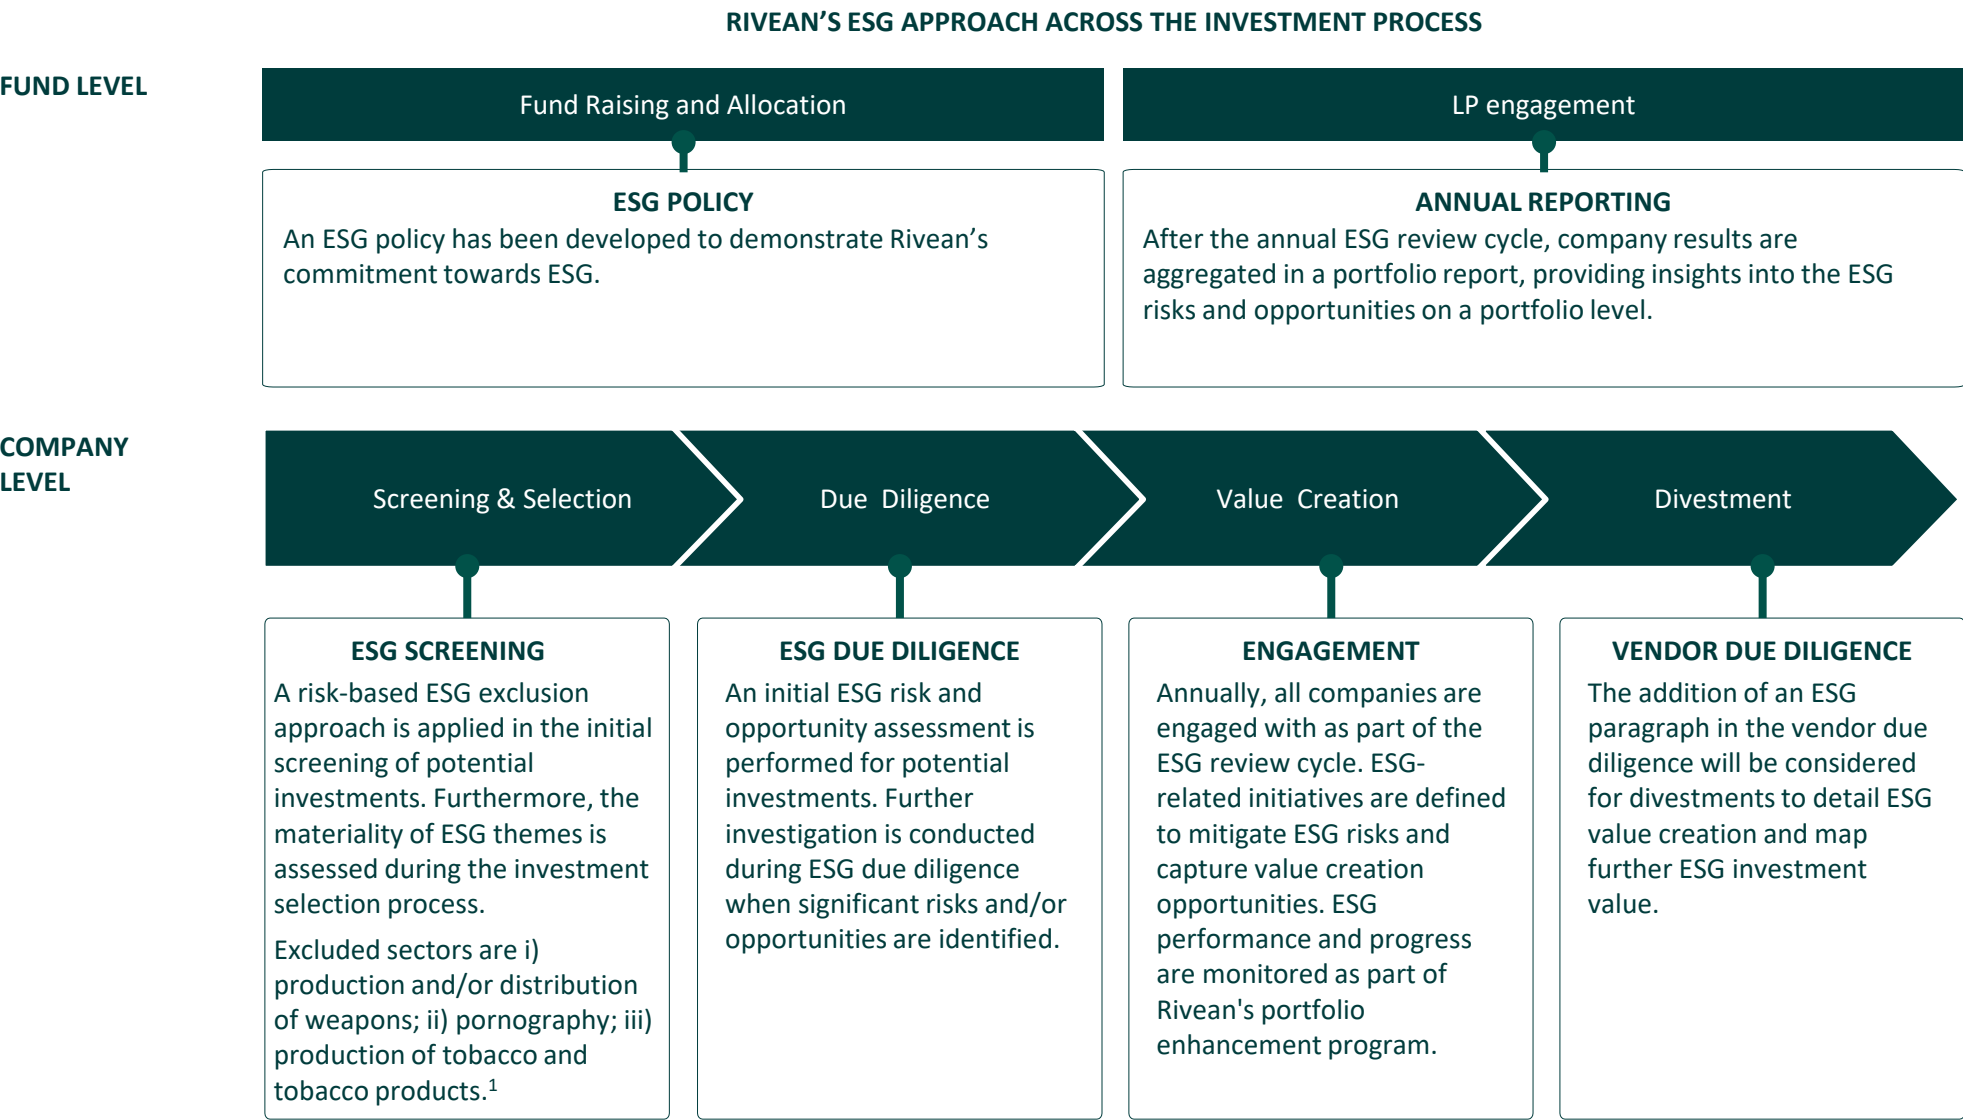 RIVEAN’S ESG APPROACH ACROSS THE INVESTMENT PROCESS
FUND LEVEL
Fund Raising and Allocation
LP engagement
ESG POLICY
An ESG policy has been developed to demonstrate Rivean’s
commitment towards ESG.
ANNUAL REPORTING
After the annual ESG review cycle, company results are
aggregated in a portfolio report, providing insights into the ESG
risks and opportunities on a portfolio level.
COMPANY
LEVEL
Screening & Selection
Due Diligence
Value Creation
Divestment
ESG SCREENING
A risk-based ESG exclusion
approach is applied in the initial
screening of potential
investments. Furthermore, the
materiality of ESG themes is
assessed during the investment
selection process.
Excluded sectors are i)
production and/or distribution
of weapons; ii) pornography; iii)
production of tobacco and
tobacco products.¹
ESG DUE DILIGENCE
An initial ESG risk and
opportunity assessment is
performed for potential
investments. Further
investigation is conducted
during ESG due diligence
when significant risks and/or
opportunities are identified.
ENGAGEMENT
Annually, all companies are
engaged with as part of the
ESG review cycle. ESG-
related initiatives are defined
to mitigate ESG risks and
capture value creation
opportunities. ESG
performance and progress
are monitored as part of
Rivean's portfolio
enhancement program.
VENDOR DUE DILIGENCE
The addition of an ESG
paragraph in the vendor due
diligence will be considered
for divestments to detail ESG
value creation and map
further ESG investment
value.